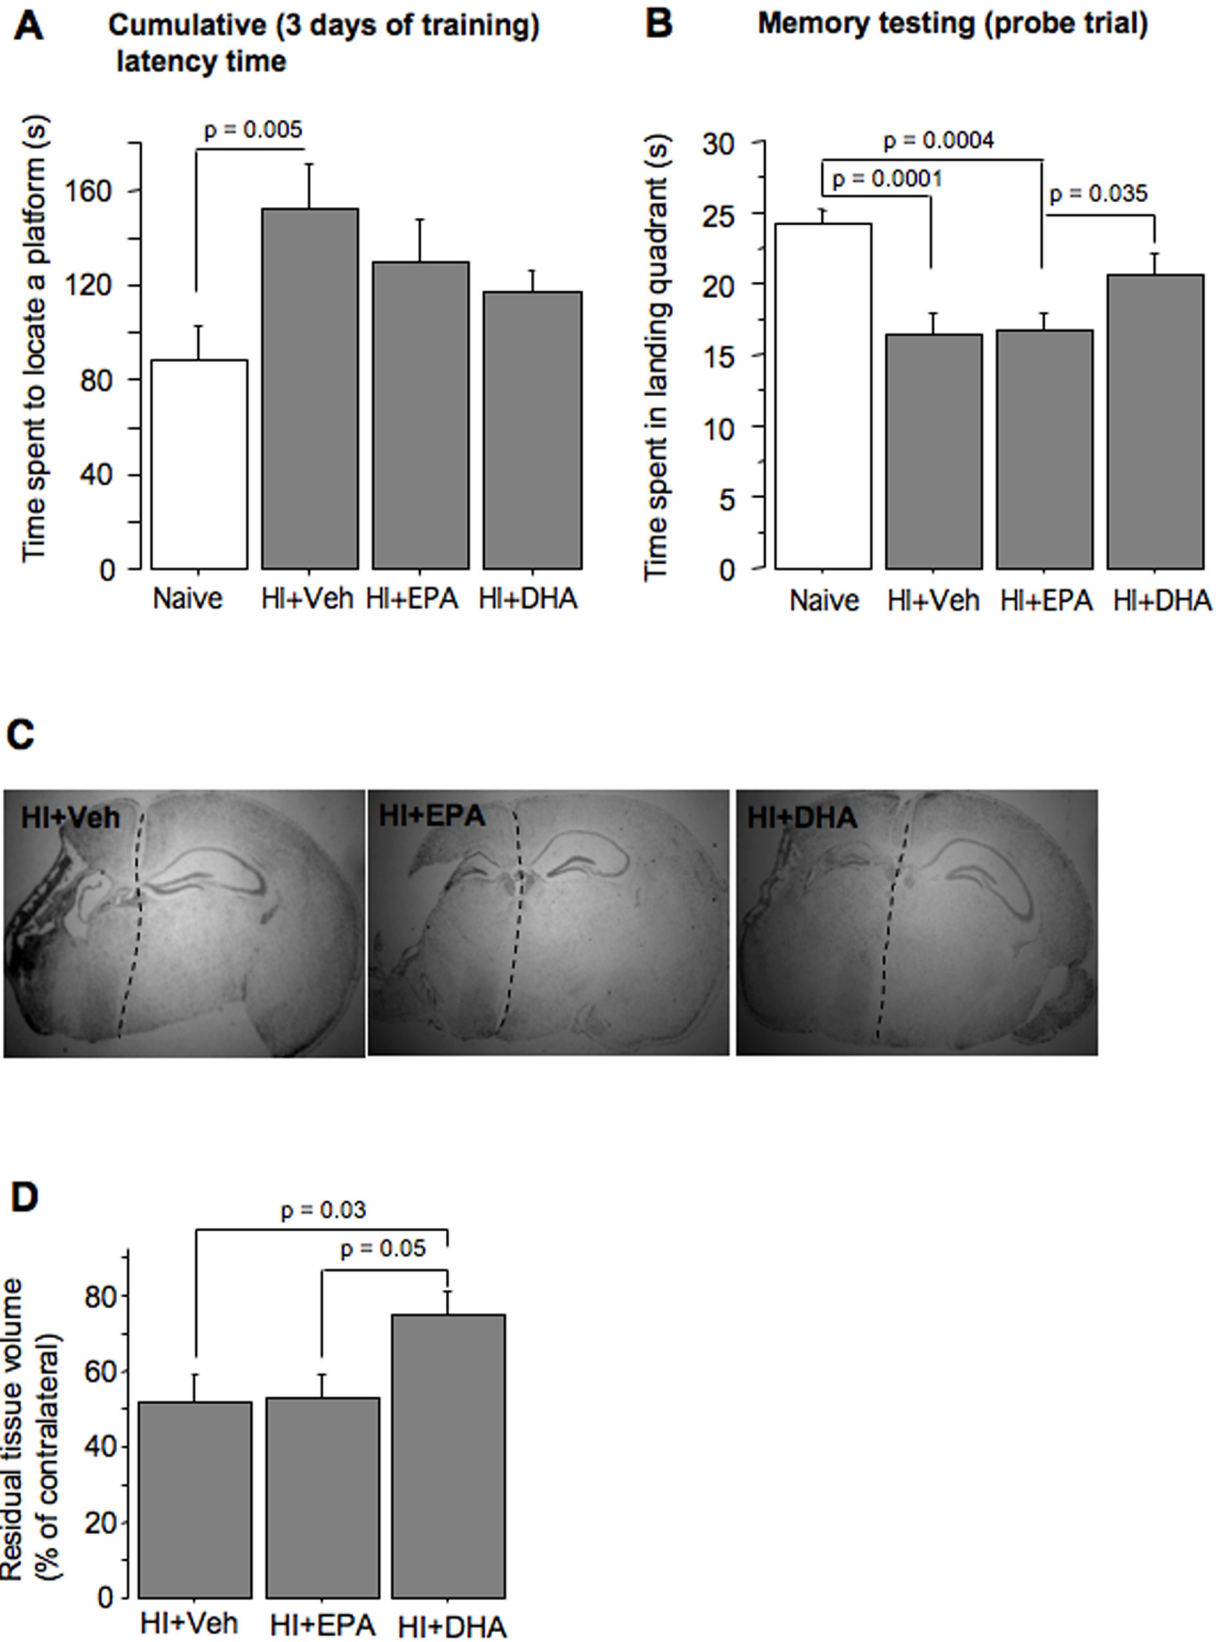 A
Cumulative (3 days of training)
latency time
Time spent to locate a platform (s)
160
120
80
40
0
p = 0.005
Naive HI+Veh HI+EPA HI+DHA
B
Memory testing (probe trial)
Time spent in landing quadrant (s)
30
25
20
15
10
5
0
p = 0.0004
p = 0.0001
p = 0.035
Naive HI+Veh HI+EPA HI+DHA
C
HI+Veh
HI+EPA
HI+DHA
D
Residual tissue volume
(% of contralateral)
80
60
40
20
0
p = 0.03
p = 0.05
HI+Veh HI+EPA HI+DHA